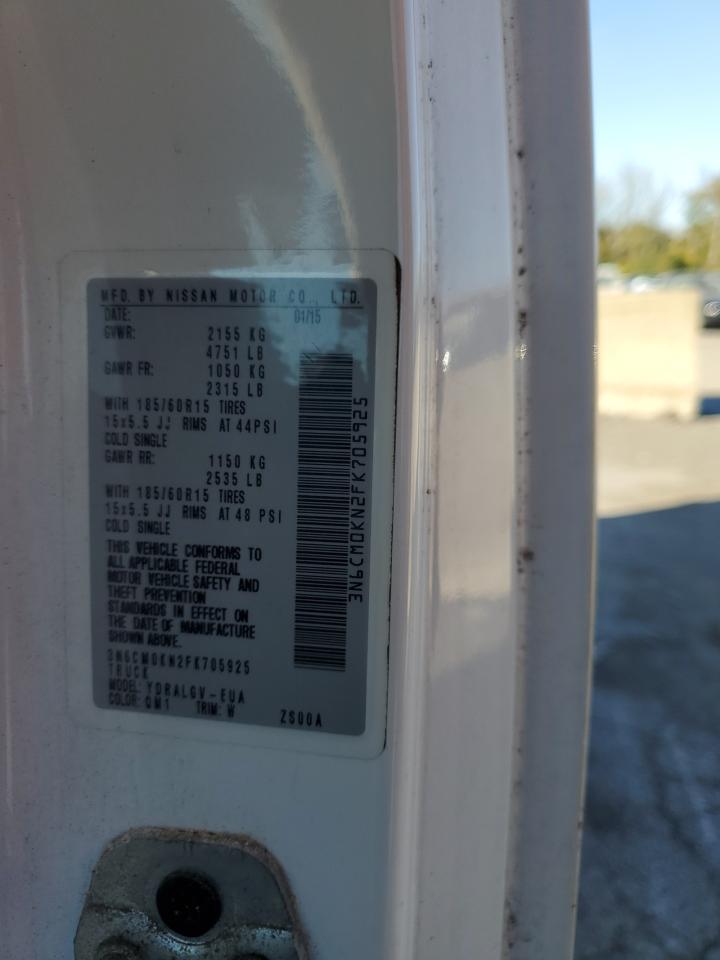 MFD. BY NISSAN MOTOR CO., LTD.
DATE: 01/15
GVWR: 2155 KG
4751 LB
GAWR FR: 1050 KG
2315 LB
WITH 185/60R15 TIRES
15x5.5 JJ RIMS AT 44PSI
COLD SINGLE
GAWR RR: 1150 KG
2535 LB
WITH 185/60R15 TIRES
15x5.5 JJ RIMS AT 48 PSI
COLD SINGLE
THIS VEHICLE CONFORMS TO
ALL APPLICABLE FEDERAL
MOTOR VEHICLE SAFETY AND
THEFT PREVENTION
STANDARDS IN EFFECT ON
THE DATE OF MANUFACTURE
SHOWN ABOVE.
3N6CM0KN2FK705925
TRUCK
MODEL: YDRALGV-EUA
COLOR: QM1 TRIM: W ZS00A
3N6CM0KN2FK705925